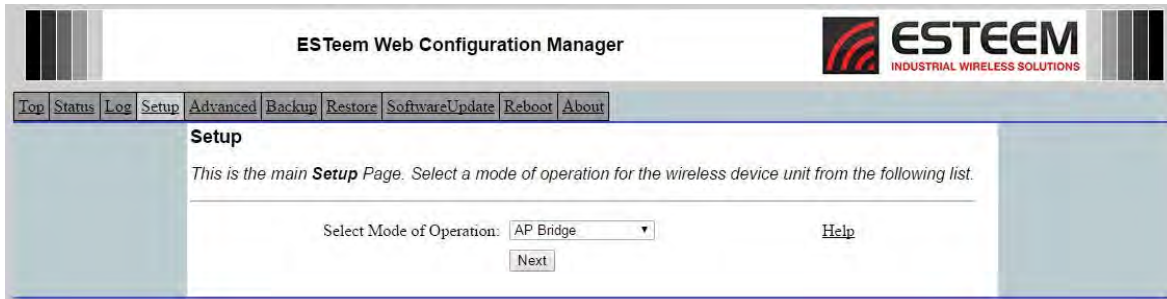 ESTeem Web Configuration Manager
ESTEEM
INDUSTRIAL WIRELESS SOLUTIONS
Top Status Log Setup Advanced Backup Restore SoftwareUpdate Reboot About
Setup
This is the main Setup Page. Select a mode of operation for the wireless device unit from the following list.
Select Mode of Operation: AP Bridge Help
Next